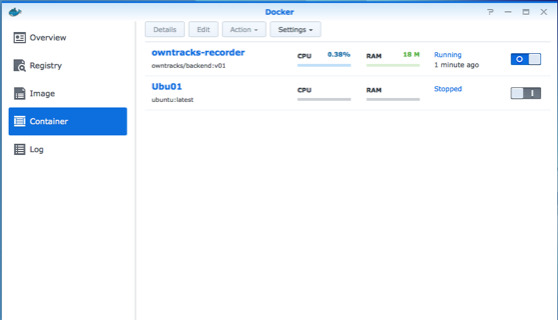 Docker
Details Edit Action Settings
Overview
Registry
Image
Container
Log
owntracks-recorder
owntracks/backend:v01
CPU 0.38% RAM 18 M
Running
1 minute ago
Ubu01
ubuntu:latest
CPU RAM
Stopped